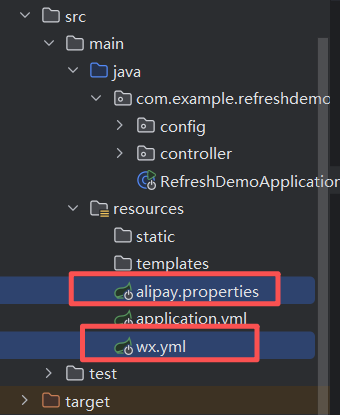 src
main
java
com.example.refreshdemo
config
controller
RefreshDemoApplication
resources
static
templates
alipay.properties
application.yml
wx.yml
test
target